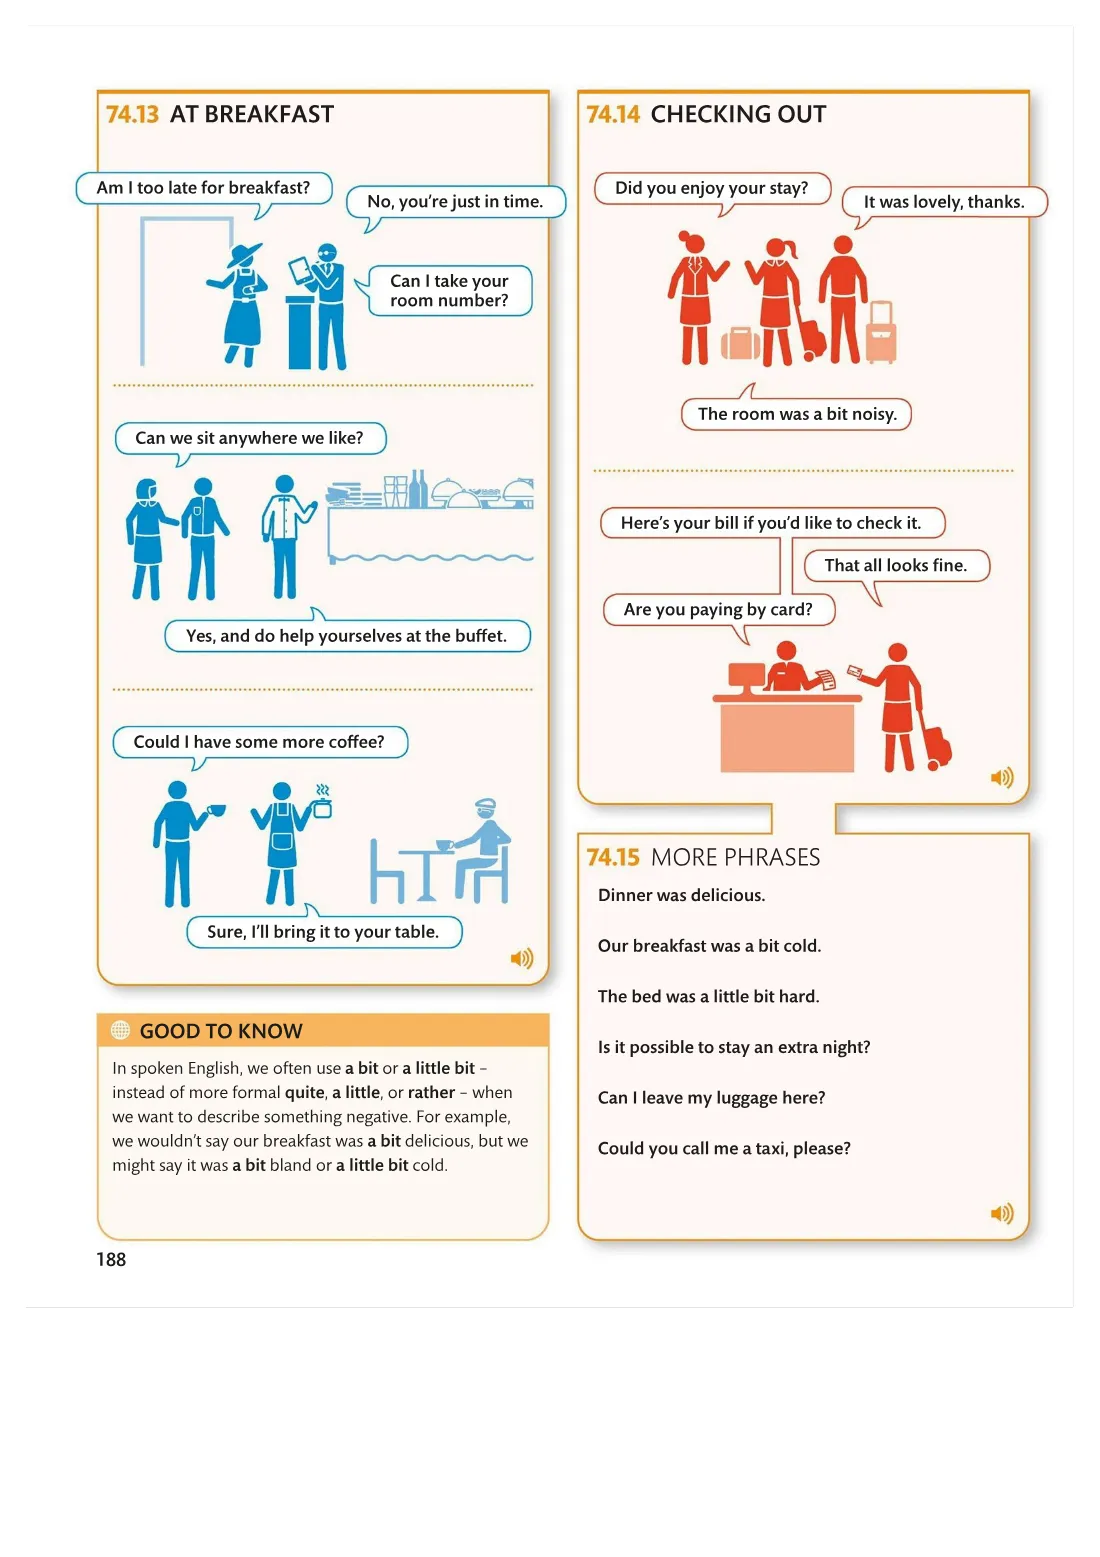 74.13 AT BREAKFAST
Am I too late for breakfast?
No, you're just in time.
Can I take your
room number?
Can we sit anywhere we like?
Yes, and do help yourselves at the buffet.
Could I have some more coffee?
Sure, I'll bring it to your table.
GOOD TO KNOW
In spoken English, we often use a bit or a little bit –
instead of more formal quite, a little, or rather – when
we want to describe something negative. For example,
we wouldn't say our breakfast was a bit delicious, but we
might say it was a bit bland or a little bit cold.
74.14 CHECKING OUT
Did you enjoy your stay?
It was lovely, thanks.
The room was a bit noisy.
Here's your bill if you'd like to check it.
That all looks fine.
Are you paying by card?
74.15 MORE PHRASES
Dinner was delicious.
Our breakfast was a bit cold.
The bed was a little bit hard.
Is it possible to stay an extra night?
Can I leave my luggage here?
Could you call me a taxi, please?
188